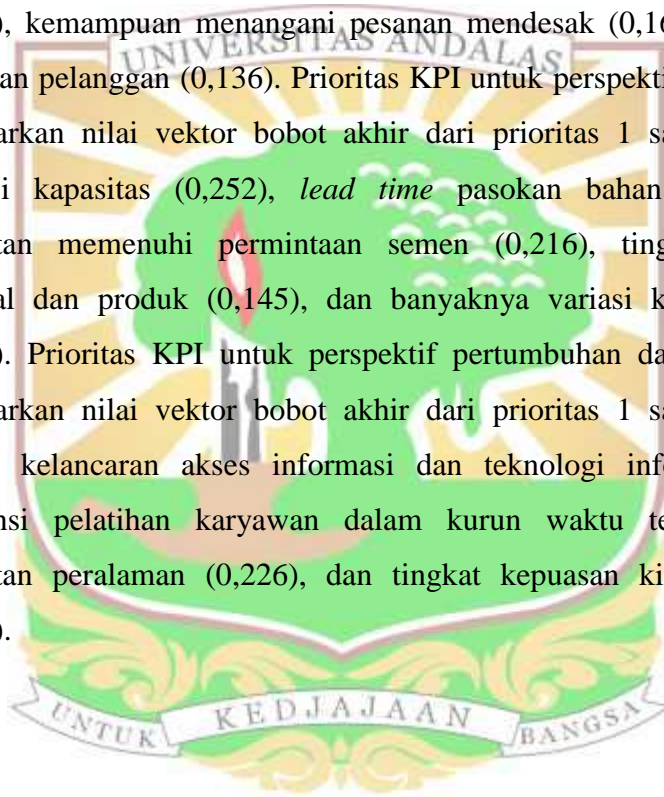 ), kemampuan menangani pesanan mendesak (0,16
UNIVERSITAS ANDALAS
an pelanggan (0,136). Prioritas KPI untuk perspekti
arkan nilai vektor bobot akhir dari prioritas 1 sa
i kapasitas (0,252), lead time pasokan bahan
tan memenuhi permintaan semen (0,216), ting
al dan produk (0,145), dan banyaknya variasi k
). Prioritas KPI untuk perspektif pertumbuhan da
arkan nilai vektor bobot akhir dari prioritas 1 sa
kelancaran akses informasi dan teknologi info
nsi pelatihan karyawan dalam kurun waktu te
tan peralaman (0,226), dan tingkat kepuasan ki
).
UNTUK KEDJAJAAN BANGSA